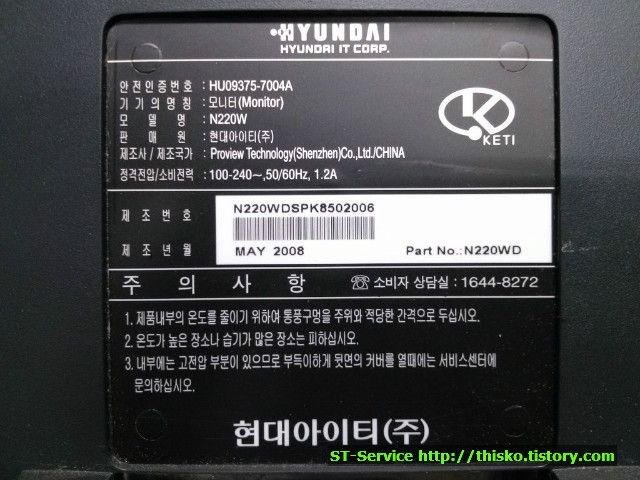 HYUNDAI
HYUNDAI IT CORP.
안전인증번호 : HU09375-7004A
기기의명칭 : 모니터(Monitor)
모델명 : N220W
판매원 : 현대아이티(주)
제조사 / 제조국가 : Proview Technology(Shenzhen)Co.,Ltd./CHINA
정격전압/소비전력 : 100-240~,50/60Hz, 1.2A
KETI
제조번호 : N220WDSPK8502006
제조년월 : MAY 2008 Part No.:N220WD
주의사항 ☏ 소비자 상담실 : 1644-8272
1. 제품내부의 온도를 줄이기 위하여 통풍구멍을 주위와 적당한 간격으로 두십시오.
2. 온도가 높은 장소나 습기가 많은 장소는 피하십시오.
3. 내부에는 고전압 부분이 있으므로 부득이하게 뒷면의 커버를 열때에는 서비스센터에
문의하십시오.
현대아이티(주)
ST-Service http://thisko.tistory.com